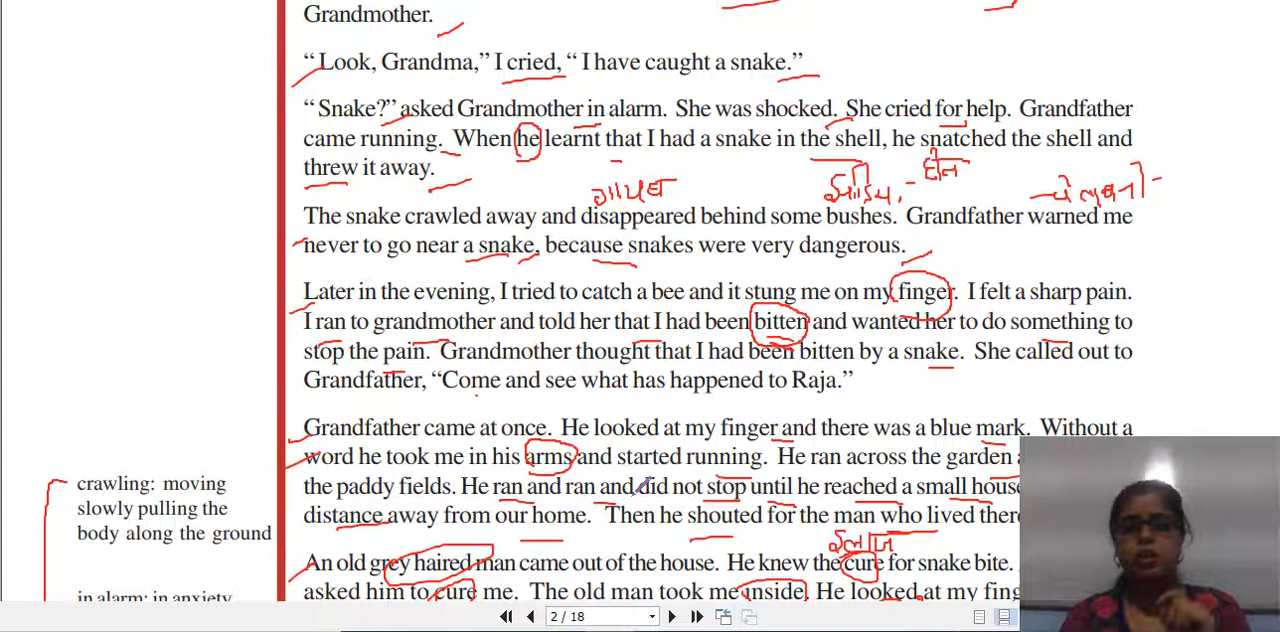 Grandmother.
“Look, Grandma,” I cried, “ I have caught a snake.”
“ Snake?” asked Grandmother in alarm. She was shocked. She cried for help. Grandfather
came running. When he learnt that I had a snake in the shell, he snatched the shell and
threw it away.
The snake crawled away and disappeared behind some bushes. Grandfather warned me
never to go near a snake, because snakes were very dangerous.
Later in the evening, I tried to catch a bee and it stung me on my finger. I felt a sharp pain.
I ran to grandmother and told her that I had been bitten and wanted her to do something to
stop the pain. Grandmother thought that I had been bitten by a snake. She called out to
Grandfather, “Come and see what has happened to Raja.”
Grandfather came at once. He looked at my finger and there was a blue mark. Without a
word he took me in his arms and started running. He ran across the garden
the paddy fields. He ran and ran and did not stop until he reached a small
distance away from our home. Then he shouted for the man who lived
An old grey haired man came out of the house. He knew the cure for snake bite.
asked him to cure me. The old man took me inside. He looked at my
crawling: moving
slowly pulling the
body along the ground
in alarm: in anxiety
2 / 18